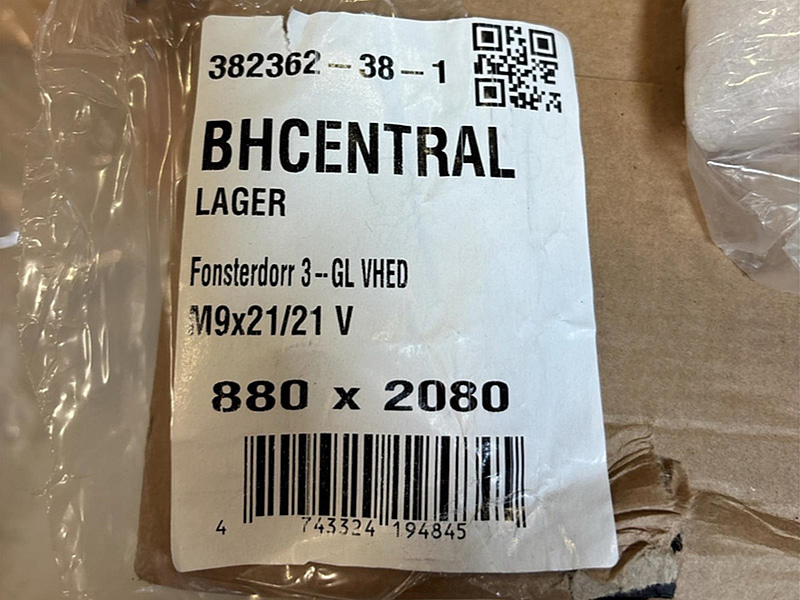 382362-38-1
BHCENTRAL
LAGER
Fonsterdorr 3-GL VHED
M9x21/21 V
880 x 2080
4 743324 194845